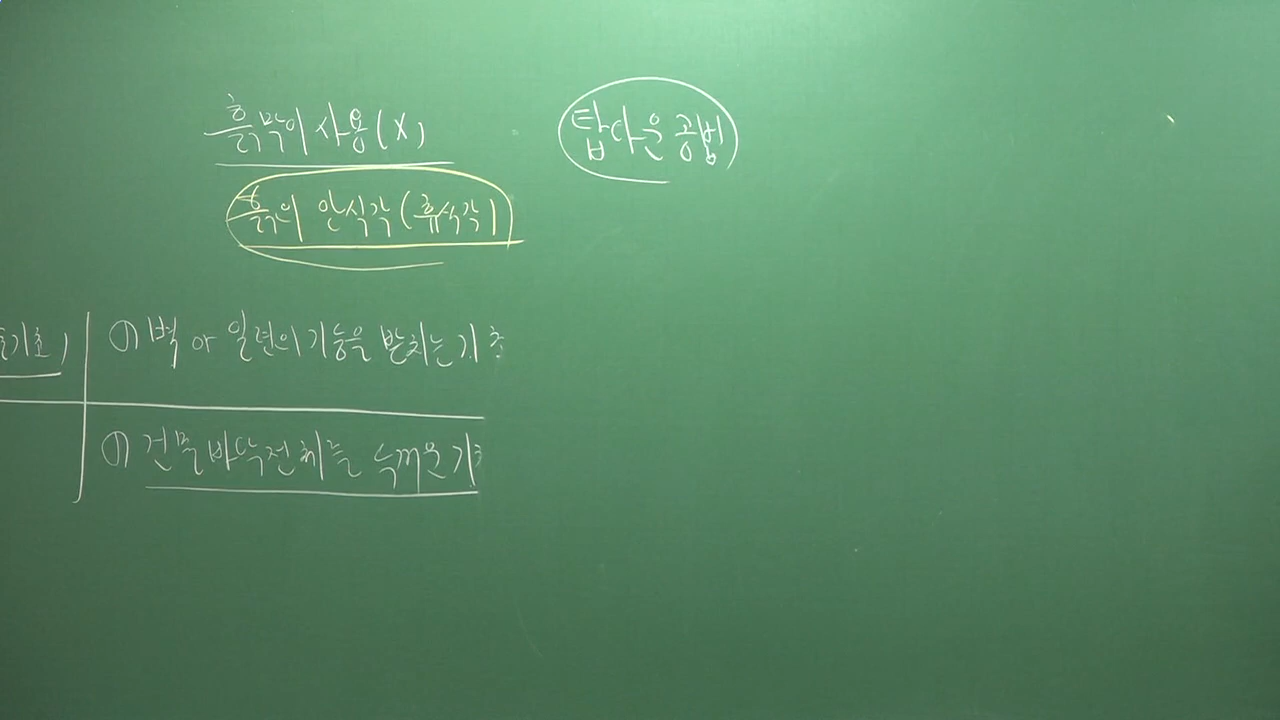 흙막이 사용(X)
탑다운 공법
흙의 안식각(휴식각)
기초)
① 벽 or 일련의 기둥을 받치는 기초
① 건물바닥전체를 두꺼운 기초